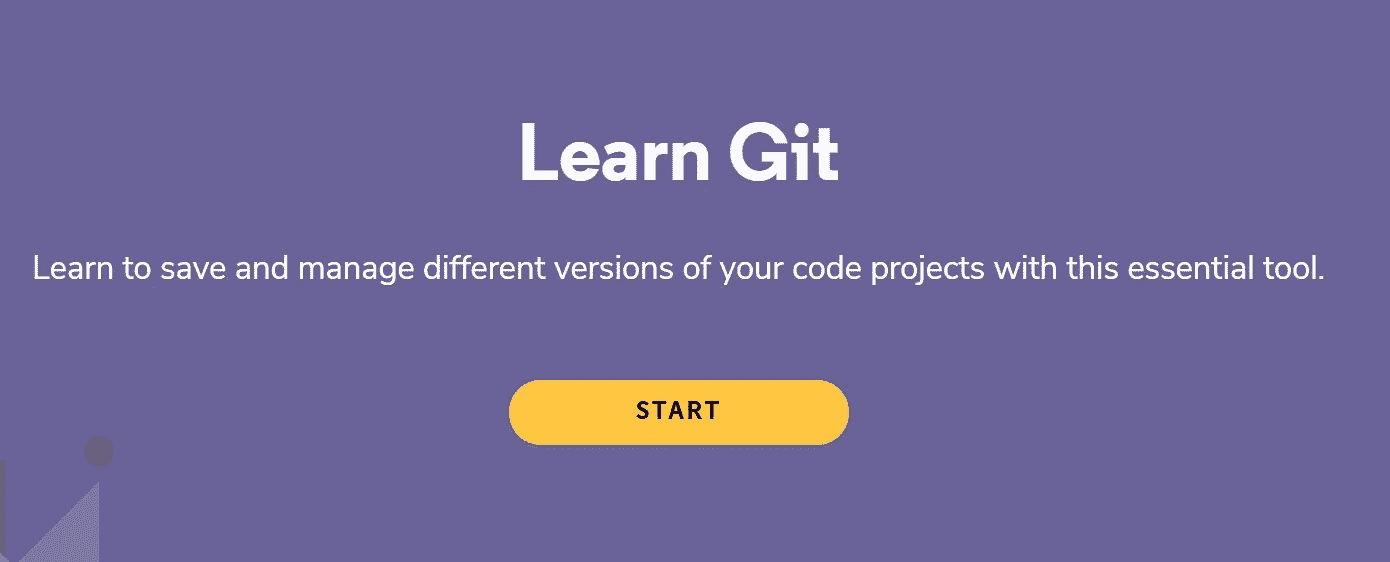 Learn Git
Learn to save and manage different versions of your code projects with this essential tool.
START